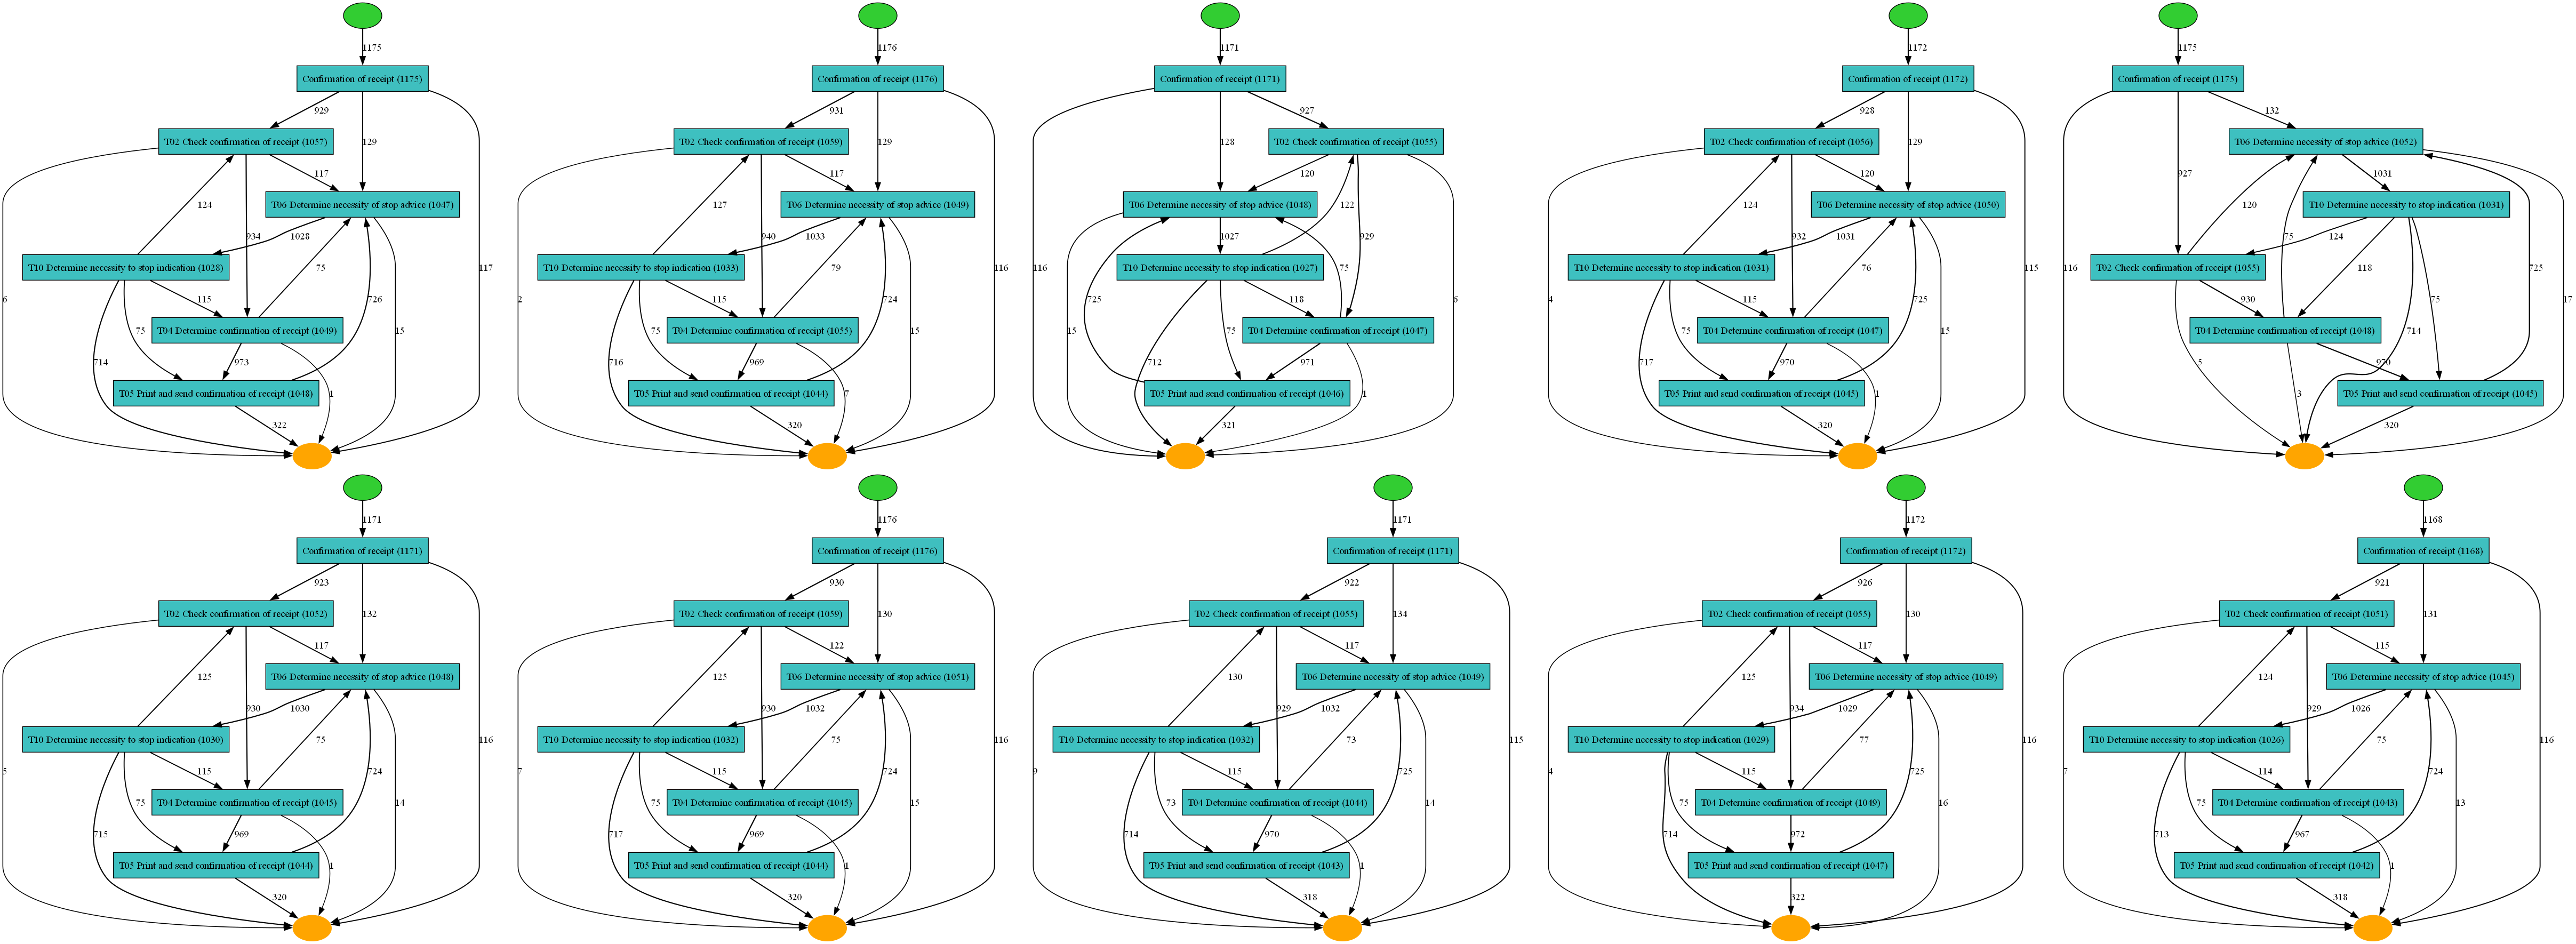 1175
Confirmation of receipt (1175)
929
T02 Check confirmation of receipt (1057)
117
129
T06 Determine necessity of stop advice (1047)
124
934
1028
T10 Determine necessity to stop indication (1028)
75
6
117
115
T04 Determine confirmation of receipt (1049)
726
15
714
75
973
1
T05 Print and send confirmation of receipt (1048)
322
1176
Confirmation of receipt (1176)
931
T02 Check confirmation of receipt (1059)
117
129
T06 Determine necessity of stop advice (1049)
127
940
1033
T10 Determine necessity to stop indication (1033)
79
2
116
115
T04 Determine confirmation of receipt (1055)
724
15
716
75
969
7
T05 Print and send confirmation of receipt (1044)
320
1171
Confirmation of receipt (1171)
927
128
T02 Check confirmation of receipt (1055)
120
T06 Determine necessity of stop advice (1048)
122
1027
929
116
T10 Determine necessity to stop indication (1027)
75
725
118
6
15
75
T04 Determine confirmation of receipt (1047)
712
971
1
T05 Print and send confirmation of receipt (1046)
321
1172
Confirmation of receipt (1172)
928
T02 Check confirmation of receipt (1056)
120
129
T06 Determine necessity of stop advice (1050)
124
932
1031
T10 Determine necessity to stop indication (1031)
76
4
115
115
T04 Determine confirmation of receipt (1047)
725
15
717
75
970
1
T05 Print and send confirmation of receipt (1045)
320
1175
Confirmation of receipt (1175)
132
T06 Determine necessity of stop advice (1052)
927
1031
T10 Determine necessity to stop indication (1031)
120
75
124
116
T02 Check confirmation of receipt (1055)
118
725
930
75
17
T04 Determine confirmation of receipt (1048)
714
5
970
3
T05 Print and send confirmation of receipt (1045)
320
1171
Confirmation of receipt (1171)
923
T02 Check confirmation of receipt (1052)
117
132
T06 Determine necessity of stop advice (1048)
125
930
1030
T10 Determine necessity to stop indication (1030)
75
5
116
115
T04 Determine confirmation of receipt (1045)
724
14
715
75
969
1
T05 Print and send confirmation of receipt (1044)
320
1176
Confirmation of receipt (1176)
930
T02 Check confirmation of receipt (1059)
122
130
T06 Determine necessity of stop advice (1051)
125
930
1032
T10 Determine necessity to stop indication (1032)
75
7
116
115
T04 Determine confirmation of receipt (1045)
724
15
717
75
969
1
T05 Print and send confirmation of receipt (1044)
320
1171
Confirmation of receipt (1171)
922
T02 Check confirmation of receipt (1055)
117
134
T06 Determine necessity of stop advice (1049)
130
929
1032
T10 Determine necessity to stop indication (1032)
73
9
115
115
T04 Determine confirmation of receipt (1044)
725
14
714
73
970
1
T05 Print and send confirmation of receipt (1043)
318
1172
Confirmation of receipt (1172)
926
T02 Check confirmation of receipt (1055)
117
130
T06 Determine necessity of stop advice (1049)
125
934
1029
T10 Determine necessity to stop indication (1029)
77
4
116
115
T04 Determine confirmation of receipt (1049)
725
16
714
75
972
T05 Print and send confirmation of receipt (1047)
322
1168
Confirmation of receipt (1168)
921
T02 Check confirmation of receipt (1051)
115
131
T06 Determine necessity of stop advice (1045)
124
929
1026
T10 Determine necessity to stop indication (1026)
75
7
116
114
T04 Determine confirmation of receipt (1043)
724
13
713
75
967
1
T05 Print and send confirmation of receipt (1042)
318